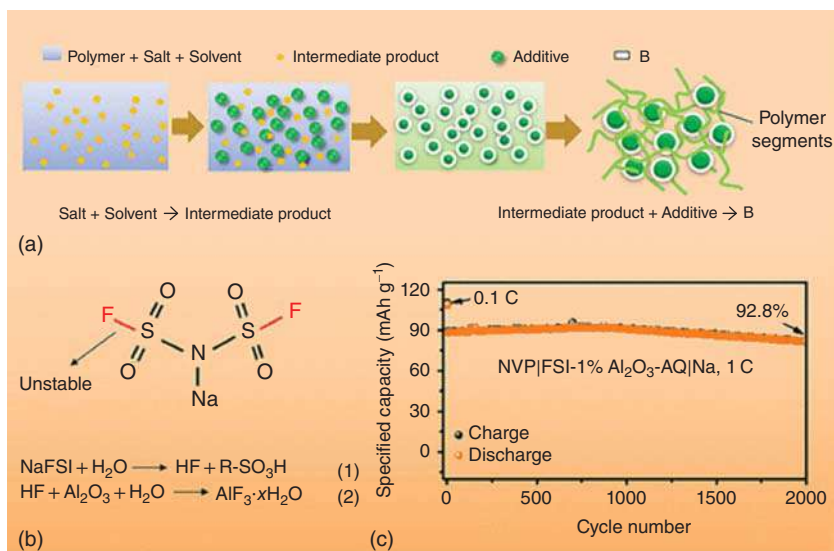 Polymer + Salt + Solvent
Intermediate product
Additive
B
Polymer
segments
Salt + Solvent → Intermediate product
Intermediate product + Additive → B
(a)
O O
F F
S S
O N O
Na
Unstable
NaFSI + H₂O → HF + R-SO₃H (1)
HF + Al₂O₃ + H₂O → AlF₃·xH₂O (2)
(b)
Specified capacity (mAh g⁻¹)
120
90
60
30
0
0.1 C
92.8%
NVP|FSI-1% Al₂O₃-AQ|Na, 1 C
Charge
Discharge
0 500 1000 1500 2000
Cycle number
(c)